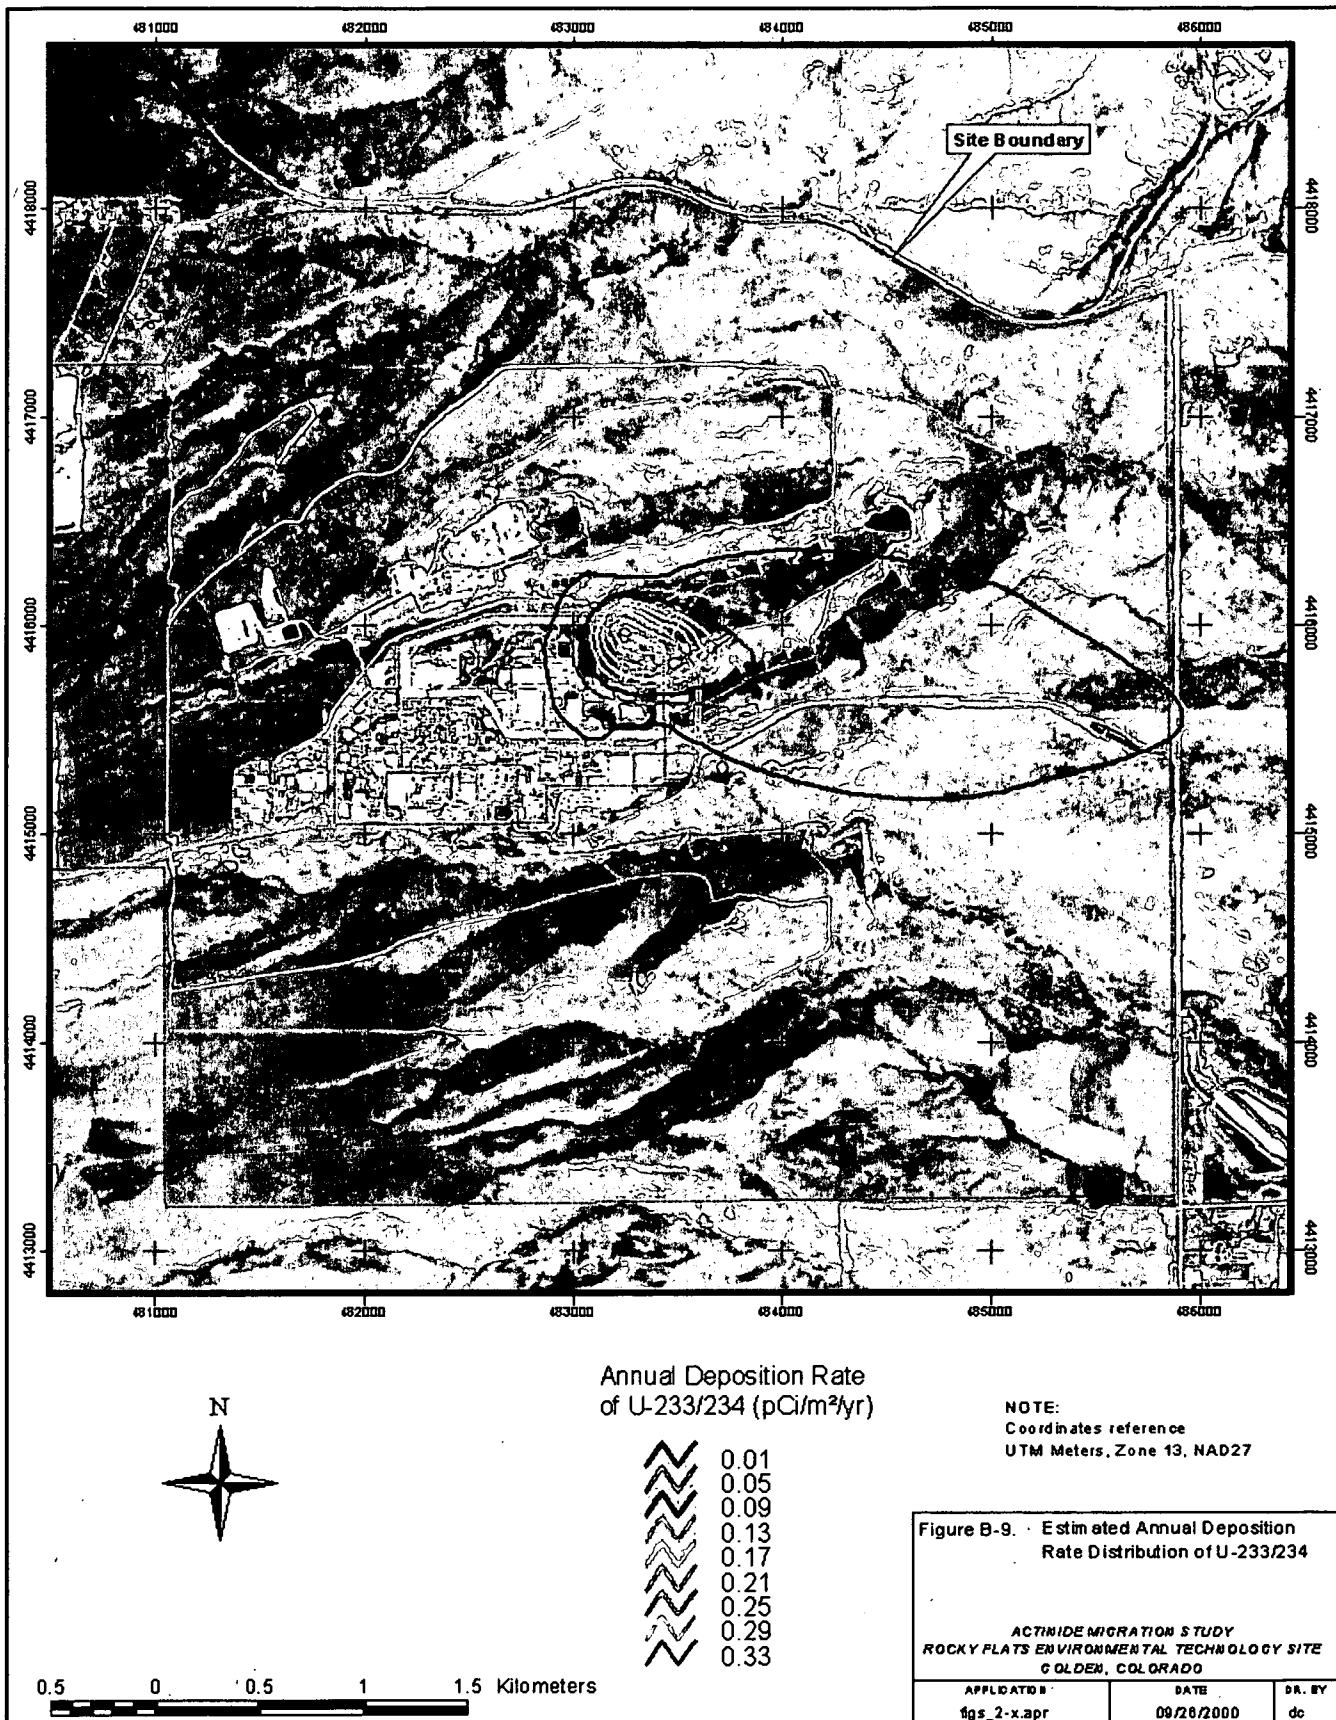 481000 482000 483000 484000 485000 486000
Site Boundary
4418000 4418000
4417000 4417000
4416000 4416000
4415000 4415000
4414000 4414000
4413000 4413000
481000 482000 483000 484000 485000 486000
Annual Deposition Rate
of U-233/234 (pCi/m²/yr)
0.01
0.05
0.09
0.13
0.17
0.21
0.25
0.29
0.33
N
NOTE:
Coordinates reference
UTM Meters, Zone 13, NAD27
0.5 0 0.5 1 1.5 Kilometers
Figure B-9. Estimated Annual Deposition
Rate Distribution of U-233/234
ACTINIDE MIGRATION STUDY
ROCKY FLATS ENVIRONMENTAL TECHNOLOGY SITE
GOLDEN, COLORADO
APPLICATION DATE DR. BY
figs_2-x.apr 09/26/2000 dc